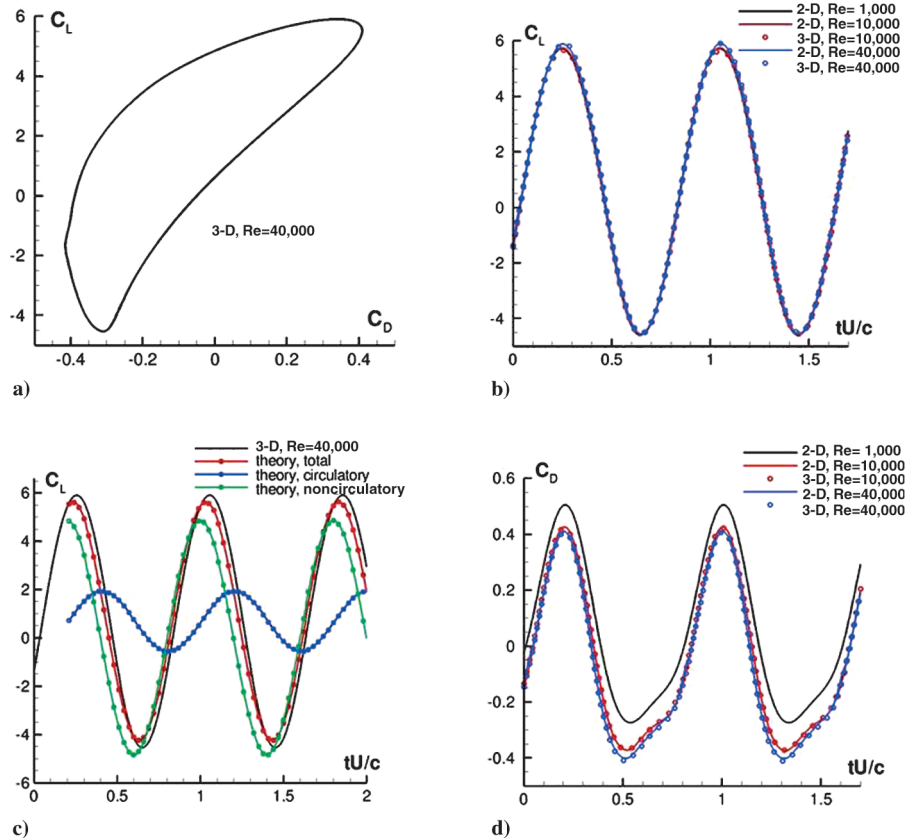 6
C_L
4
2
0
-2
-4
3-D, Re=40,000
C_D
-0.4
-0.2
0
0.2
0.4
a)
C_L
2-D, Re= 1,000
2-D, Re=10,000
3-D, Re=10,000
2-D, Re=40,000
3-D, Re=40,000
6
4
2
0
-2
-4
tU/c
0
0.5
1
1.5
b)
C_L
3-D, Re=40,000
theory, total
theory, circulatory
theory, noncirculatory
6
4
2
0
-2
-4
-6
tU/c
0
0.5
1
1.5
2
c)
C_D
2-D, Re= 1,000
2-D, Re=10,000
3-D, Re=10,000
2-D, Re=40,000
3-D, Re=40,000
0.6
0.4
0.2
0
-0.2
-0.4
tU/c
0
0.5
1
1.5
d)